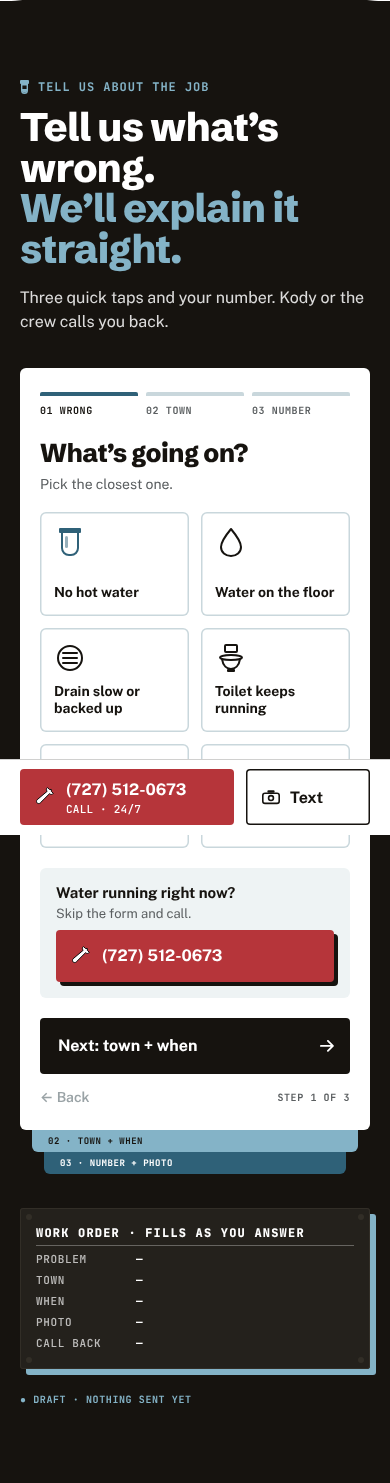 TELL US ABOUT THE JOB
Tell us what’s
wrong.
We’ll explain it
straight.
Three quick taps and your number. Kody or the
crew calls you back.
01 WRONG
02 TOWN
03 NUMBER
What’s going on?
Pick the closest one.
No hot water
Water on the floor
Drain slow or
backed up
Toilet keeps
running
(727) 512-0673
CALL · 24/7
Text
Water running right now?
Skip the form and call.
(727) 512-0673
Next: town + when →
← Back
STEP 1 OF 3
02 · TOWN + WHEN
03 · NUMBER + PHOTO
WORK ORDER · FILLS AS YOU ANSWER
PROBLEM –
TOWN –
WHEN –
PHOTO –
CALL BACK –
• DRAFT · NOTHING SENT YET